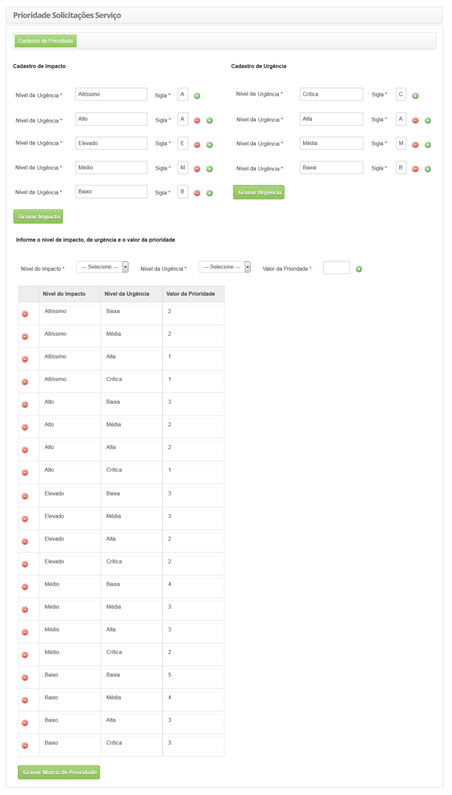 Prioridade Solicitações Serviço
Cadastro de Prioridade
Cadastro de Impacto Cadastro de Urgência
Nível da Urgência * Altíssimo Sigla * A Nível da Urgência * Crítica Sigla * C
Nível da Urgência * Alto Sigla * A Nível da Urgência * Alta Sigla * A
Nível da Urgência * Elevado Sigla * E Nível da Urgência * Média Sigla * M
Nível da Urgência * Médio Sigla * M Nível da Urgência * Baixa Sigla * B
Nível da Urgência * Baixo Sigla * B Gravar Urgência
Gravar Impacto
Informe o nível de impacto, de urgência e o valor da prioridade
Nível do Impacto * --- Selecione --- Nível da Urgência * --- Selecione --- Valor da Prioridade *
Nível do Impacto Nível da Urgência Valor da Prioridade
Altíssimo Baixa 2
Altíssimo Média 2
Altíssimo Alta 1
Altíssimo Crítica 1
Alto Baixa 3
Alto Média 2
Alto Alta 2
Alto Crítica 1
Elevado Baixa 3
Elevado Média 3
Elevado Alta 2
Elevado Crítica 2
Médio Baixa 4
Médio Média 3
Médio Alta 3
Médio Crítica 2
Baixo Baixa 5
Baixo Média 4
Baixo Alta 3
Baixo Crítica 3
Gravar Matriz de Prioridade